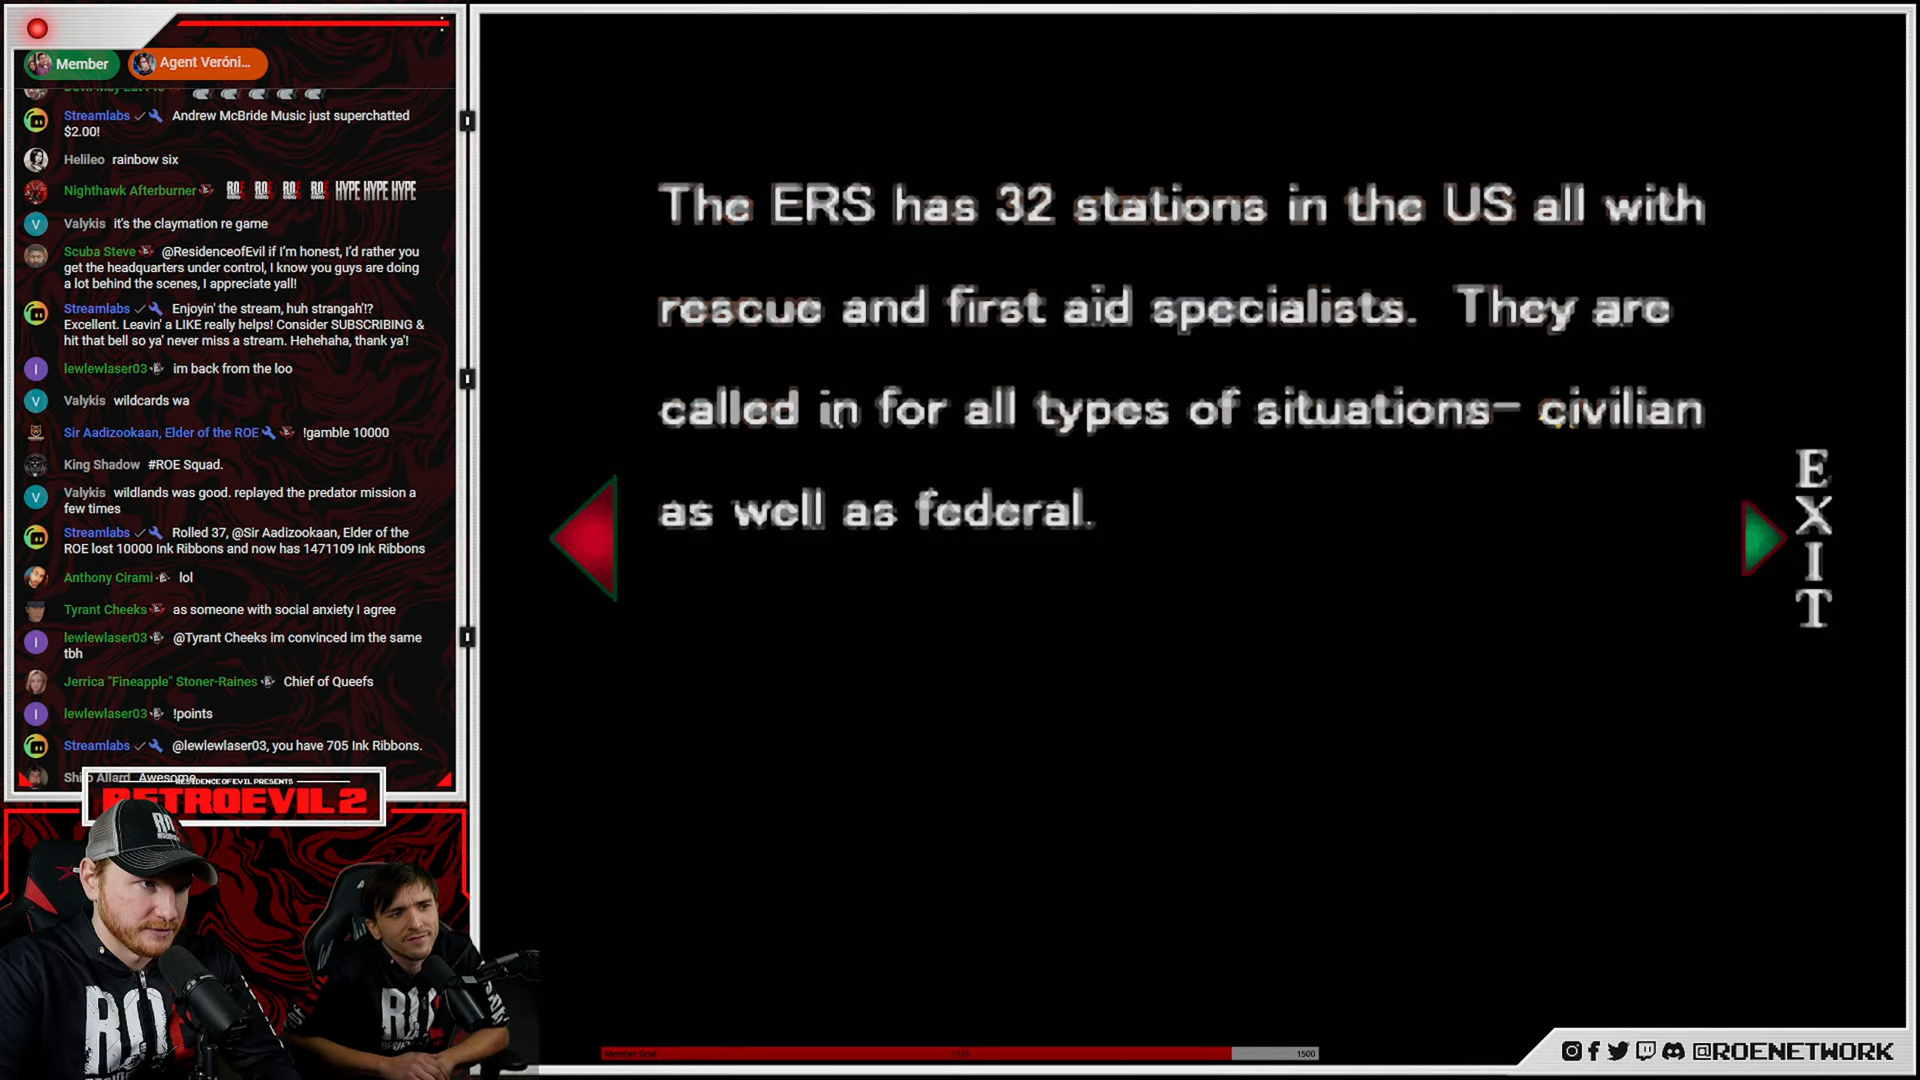 Member
Agent Veróni...
Streamlabs Andrew McBride Music just superchatted
$2.00!
Helileo rainbow six
Nighthawk Afterburner HYPE HYPE HYPE
Valykis it's the claymation re game
Scuba Steve @ResidenceofEvil if I'm honest, I'd rather you
get the headquarters under control, I know you guys are doing
a lot behind the scenes, I appreciate yall!
Streamlabs Enjoyin' the stream, huh strangah'!?
Excellent. Leavin' a LIKE really helps! Consider SUBSCRIBING &
hit that bell so ya' never miss a stream. Hehehaha, thank ya'!
lewlewlaser03 im back from the loo
Valykis wildcards wa
Sir Aadizookaan, Elder of the ROE !gamble 10000
King Shadow #ROE Squad.
Valykis wildlands was good. replayed the predator mission a
few times
Streamlabs Rolled 37, @Sir Aadizookaan, Elder of the
ROE lost 10000 Ink Ribbons and now has 1471109 Ink Ribbons
Anthony Cirami lol
Tyrant Cheeks as someone with social anxiety I agree
lewlewlaser03 @Tyrant Cheeks im convinced im the same
tbh
Jerrica "Fineapple" Stoner-Raines Chief of Queefs
lewlewlaser03 !points
Streamlabs @lewlewlaser03, you have 705 Ink Ribbons.
Allard Awesome
RESIDENCE OF EVIL PRESENTS
RETROEVIL 2
The ERS has 32 stations in the US all with
rescue and first aid specialists. They are
called in for all types of situations- civilian
as well as federal.
EXIT
Member Goal
1500
@ROENETWORK